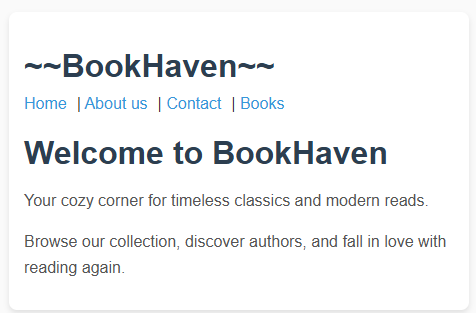 ~~BookHaven~~
Home | About us | Contact | Books
Welcome to BookHaven
Your cozy corner for timeless classics and modern reads.
Browse our collection, discover authors, and fall in love with
reading again.